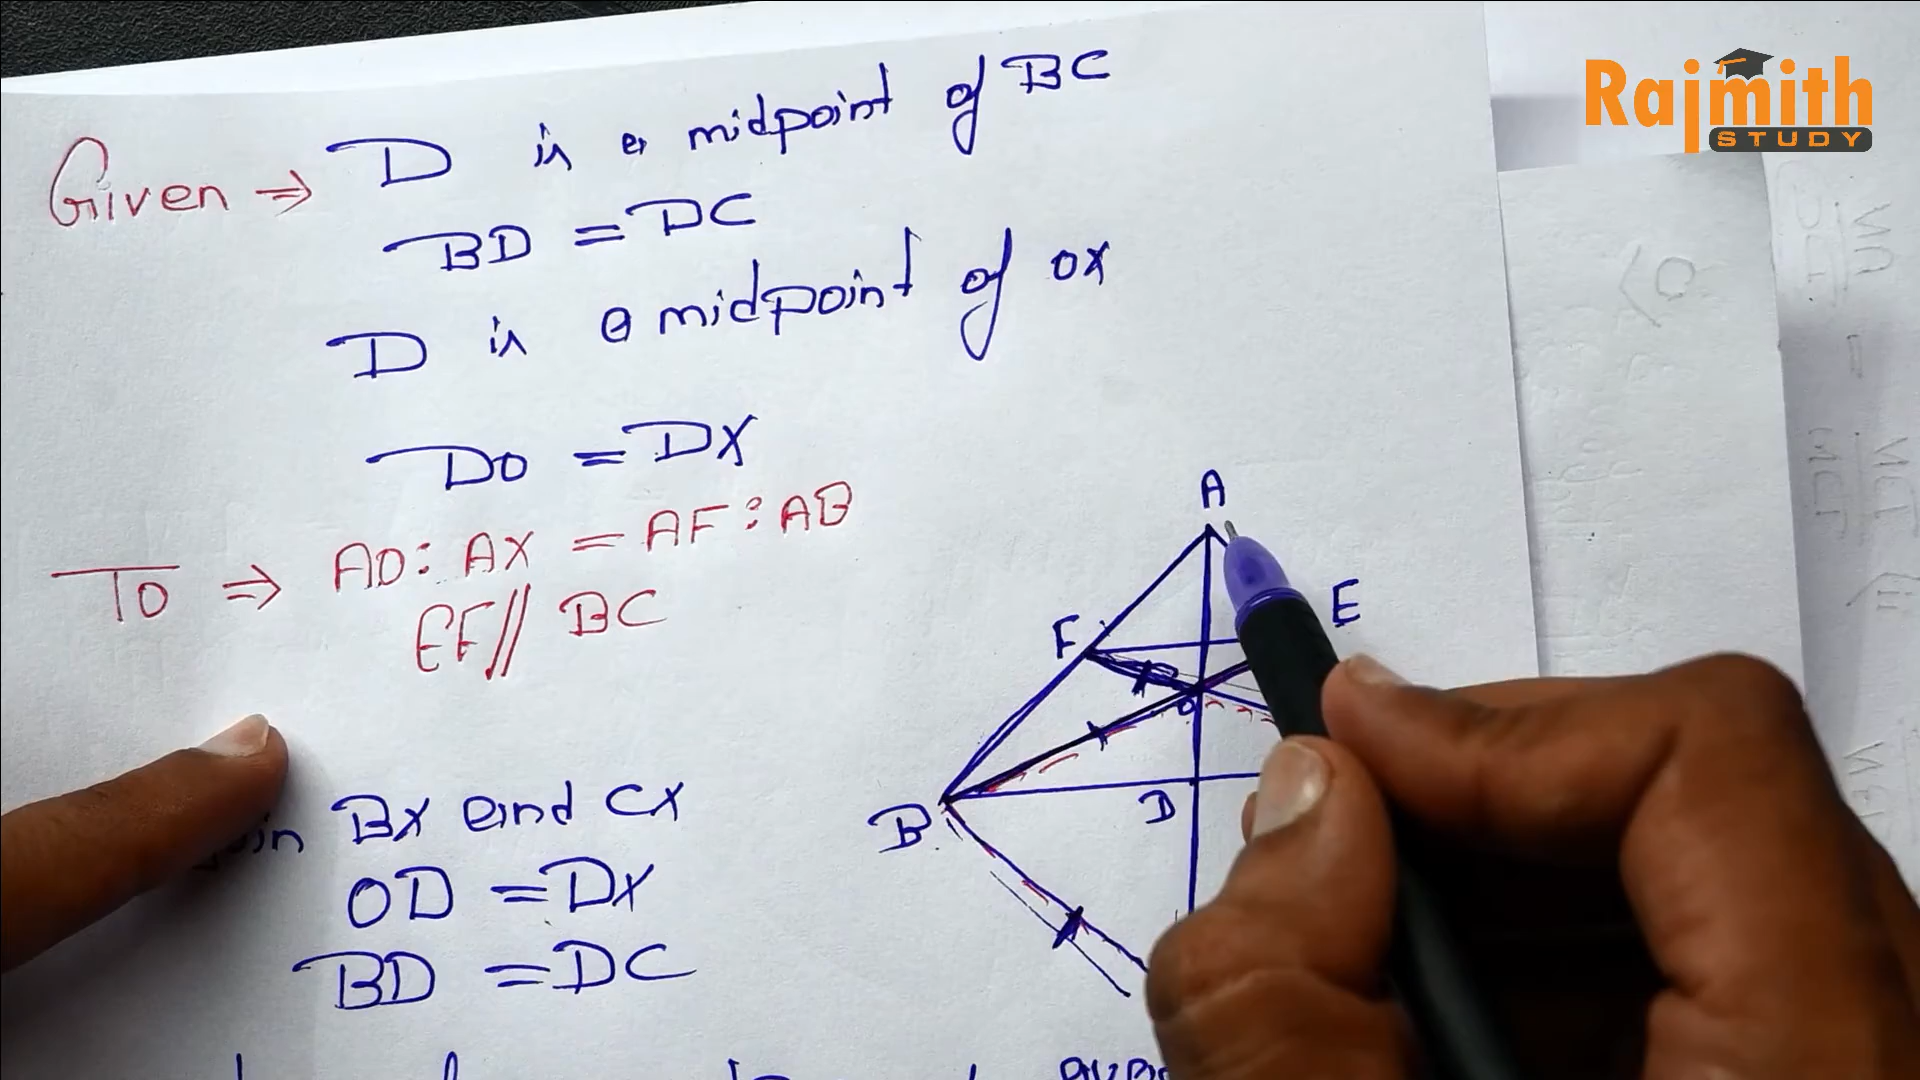 Rajmith
STUDY
Given ⇒ D is a midpoint of BC
BD = DC
D is a midpoint of OX
DO = DX
To ⇒ AO : AX = AF : AB
EF // BC
BX and CX
OD = DX
BD = DC
A
E
F
O
B
D